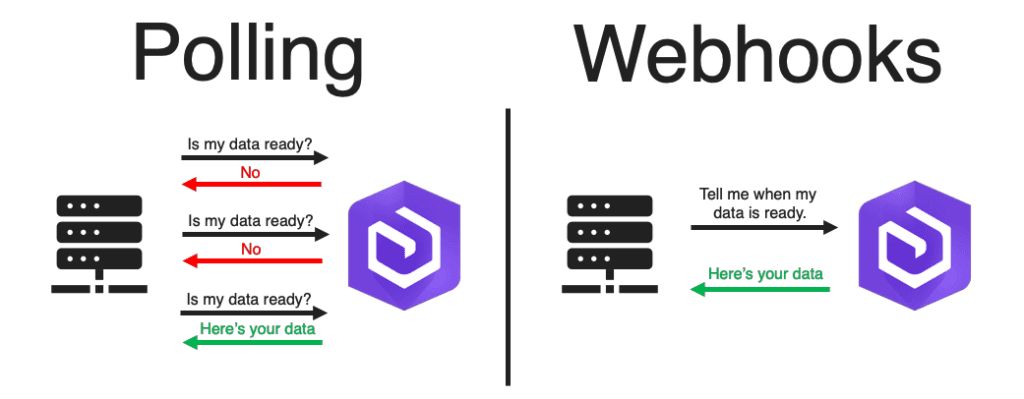 Polling
Is my data ready?
No
Is my data ready?
No
Is my data ready?
Here's your data
Webhooks
Tell me when my
data is ready.
Here's your data